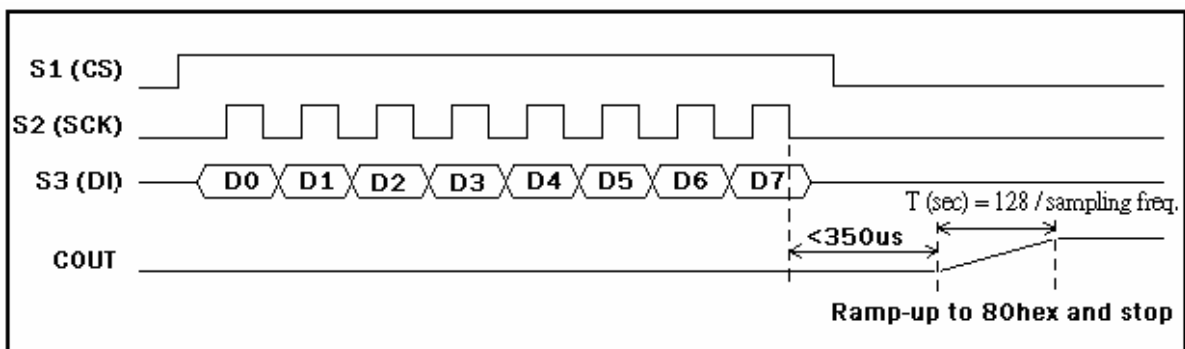 S1 (CS)
S2 (SCK)
S3 (DI)
D0 D1 D2 D3 D4 D5 D6 D7
T (sec) = 128 / sampling freq.
<350us
COUT
Ramp-up to 80hex and stop